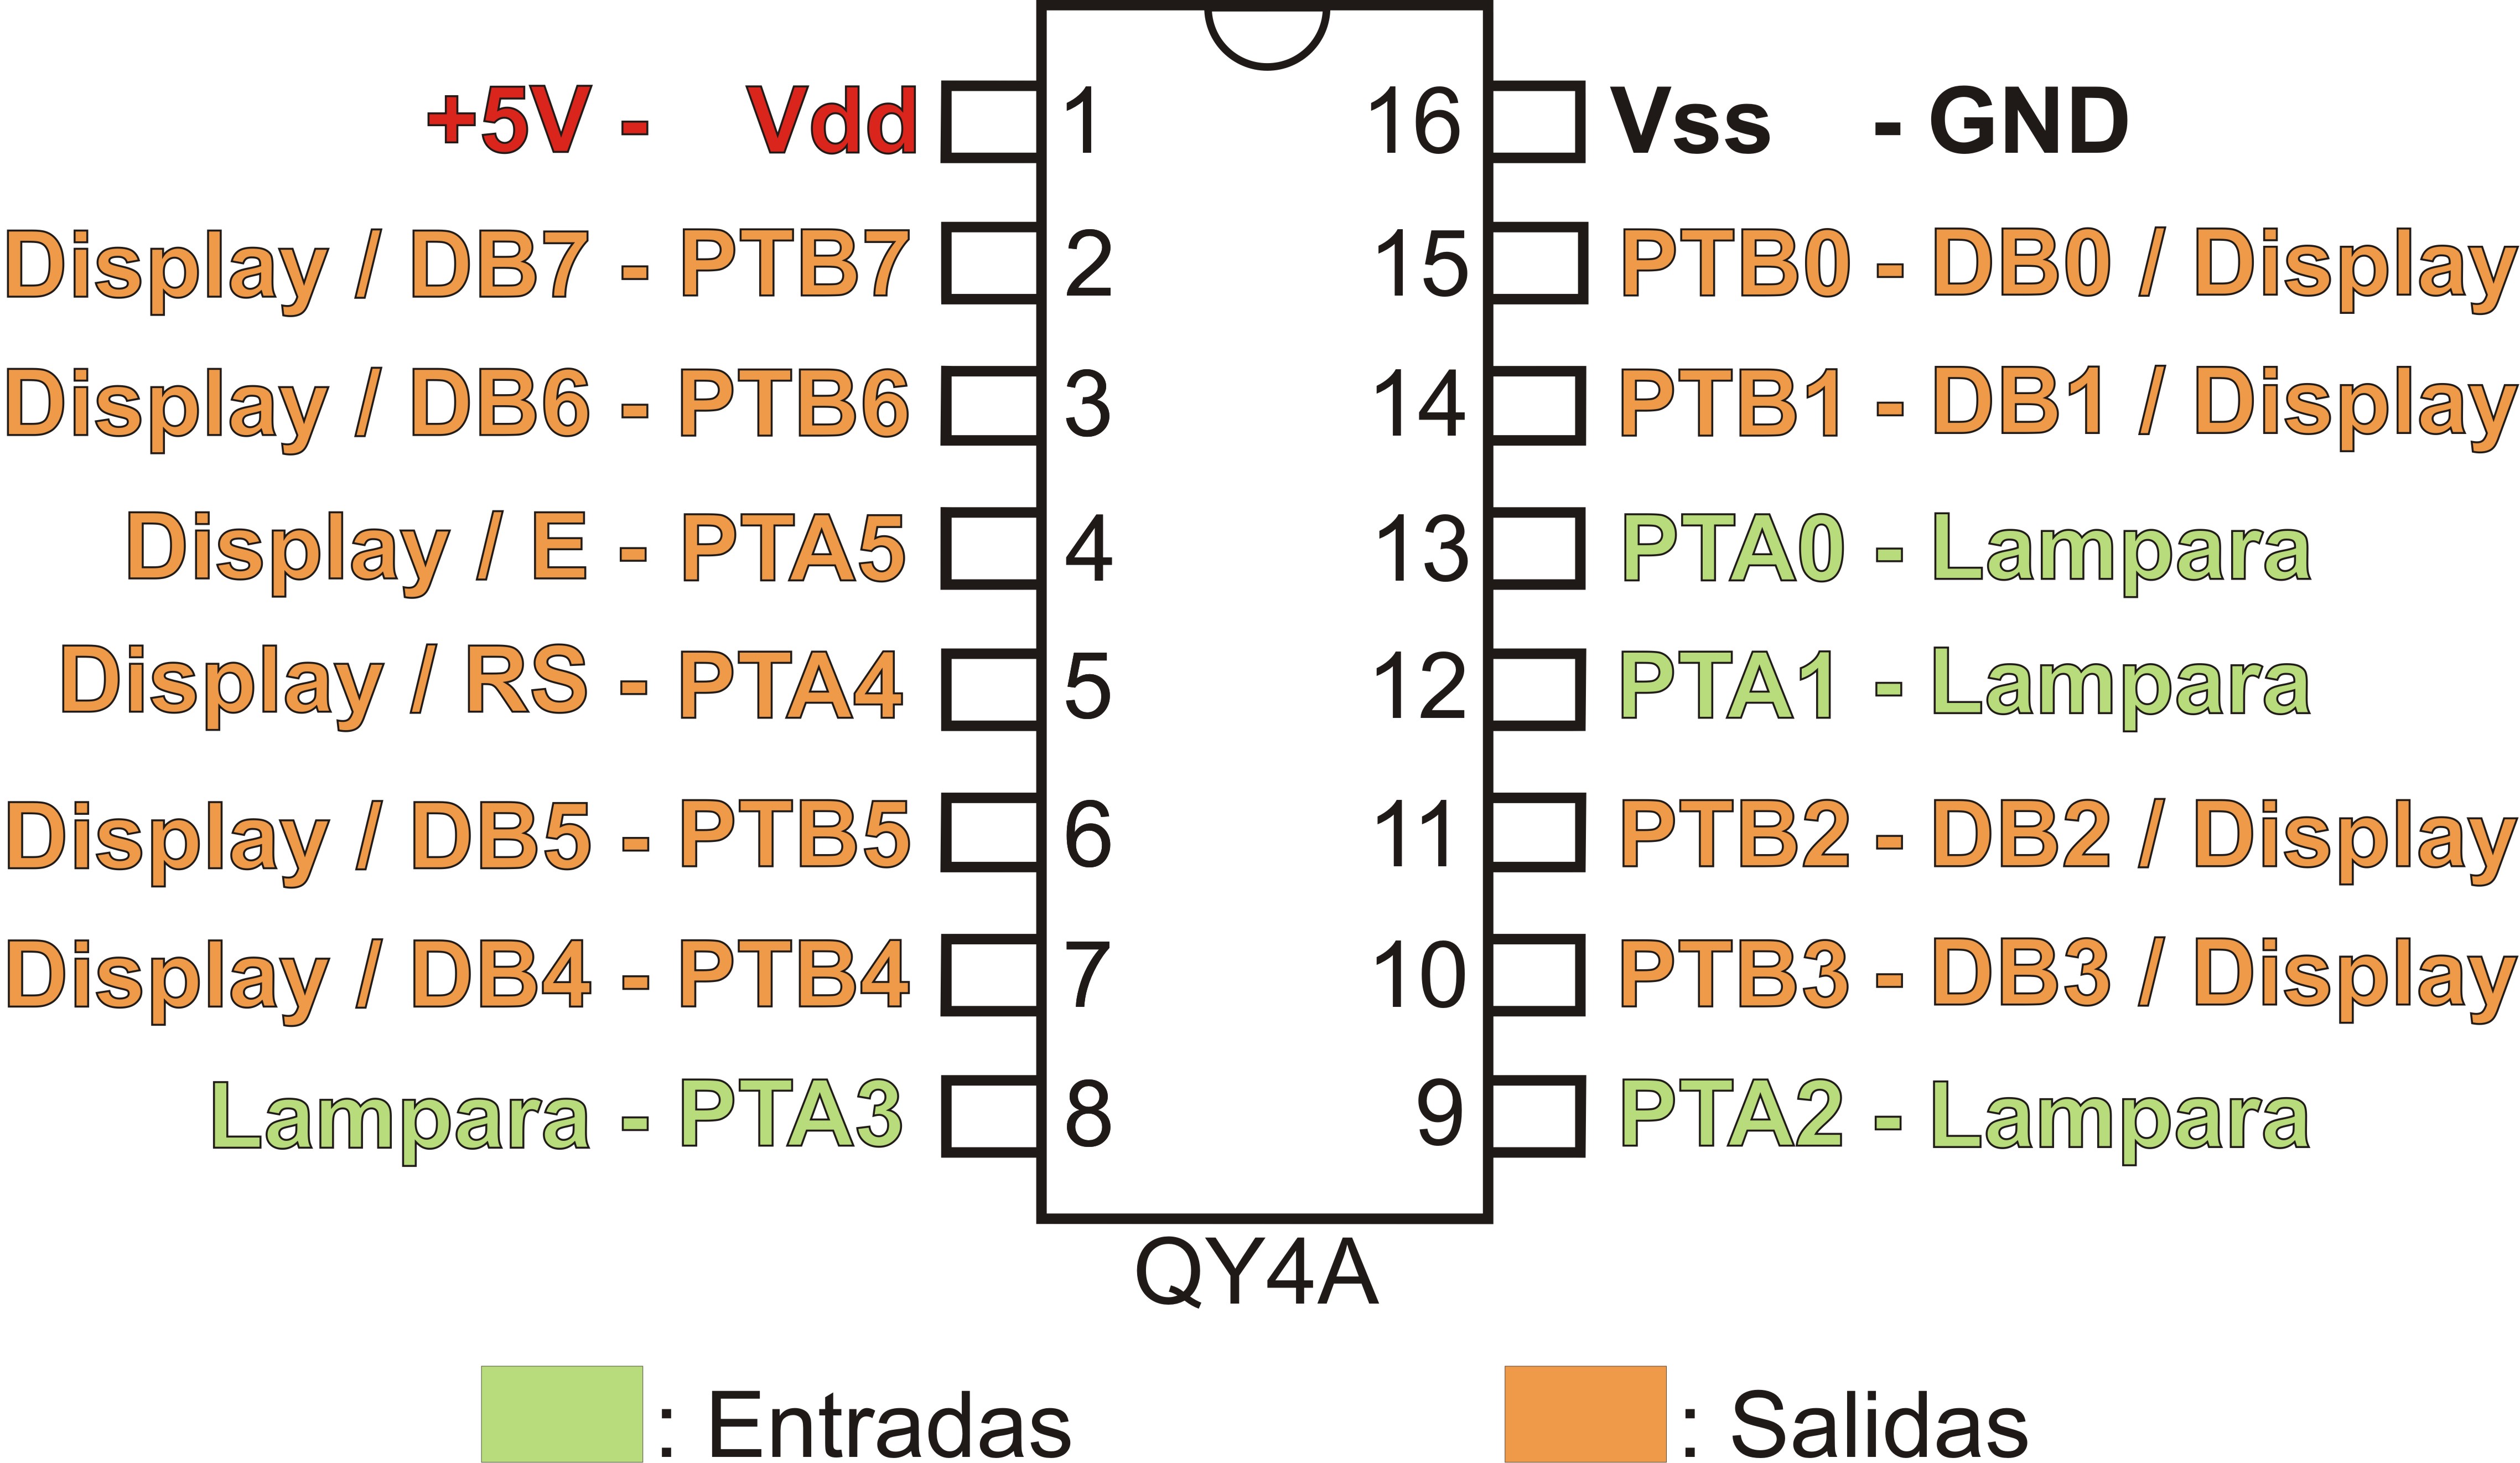 +5V - Vdd 1 16 Vss - GND
Display / DB7 - PTB7 2 15 PTB0 - DB0 / Display
Display / DB6 - PTB6 3 14 PTB1 - DB1 / Display
Display / E - PTA5 4 13 PTA0 - Lampara
Display / RS - PTA4 5 12 PTA1 - Lampara
Display / DB5 - PTB5 6 11 PTB2 - DB2 / Display
Display / DB4 - PTB4 7 10 PTB3 - DB3 / Display
Lampara - PTA3 8 9 PTA2 - Lampara
QY4A
: Entradas : Salidas